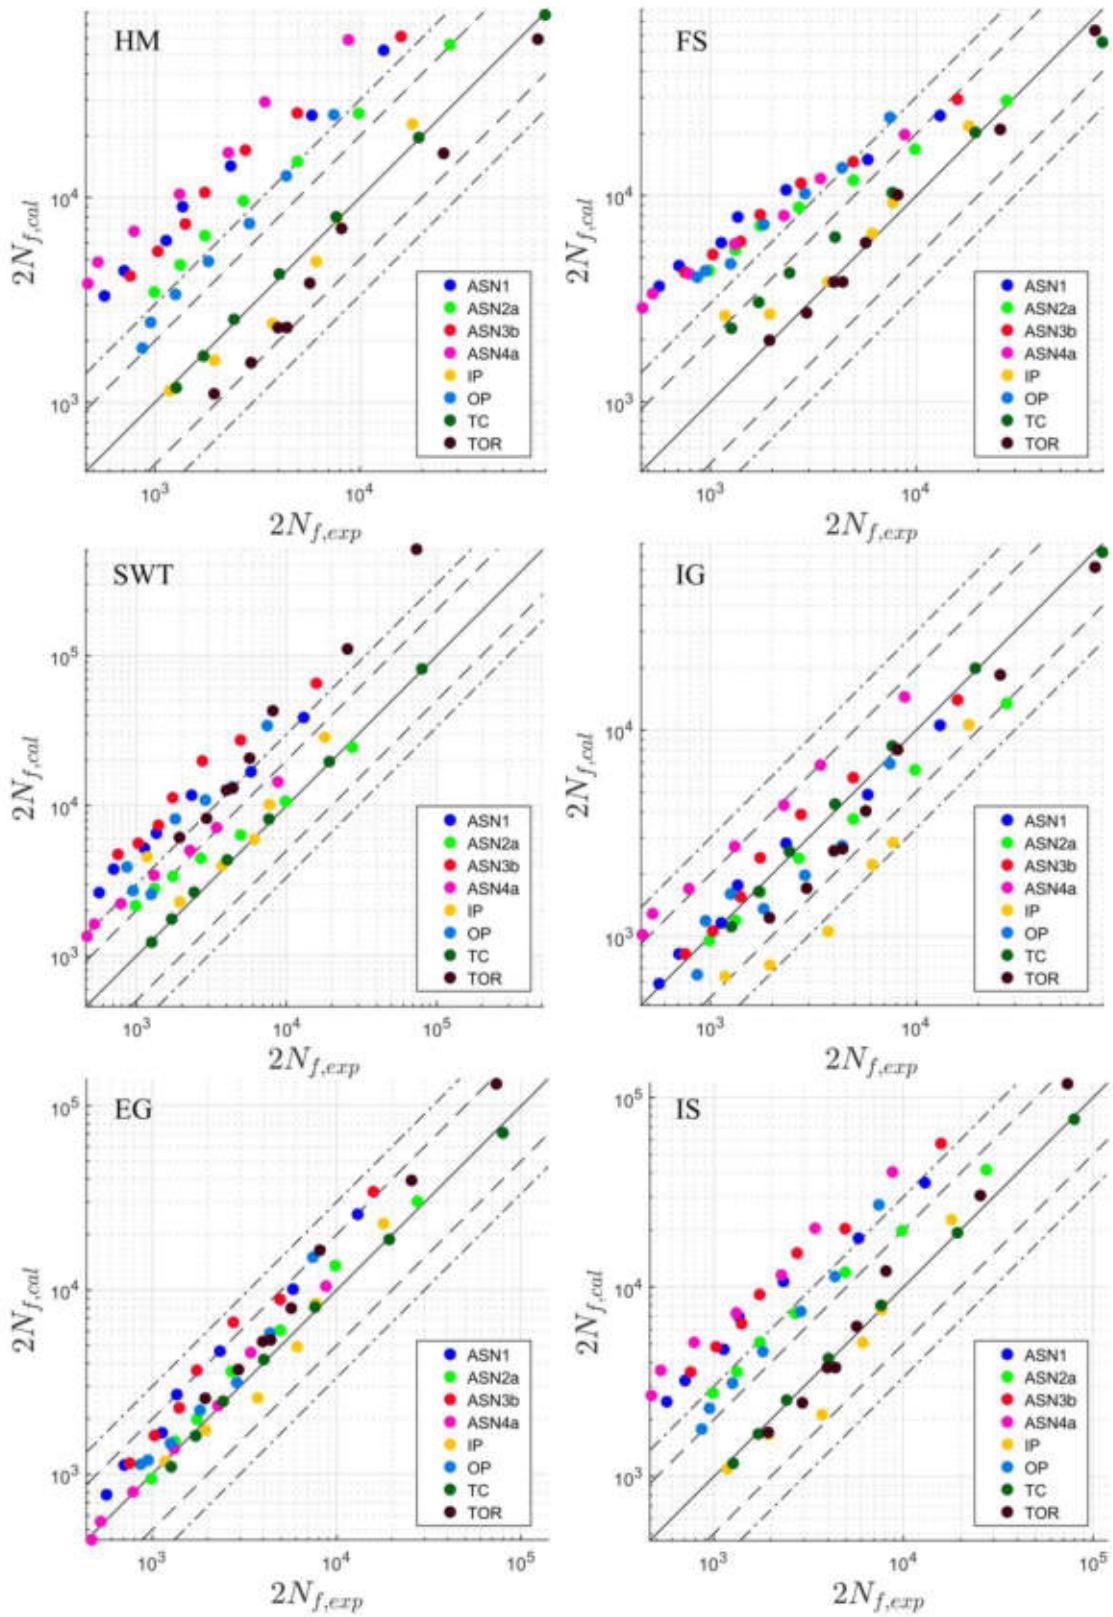 HM
10^4
10^3
2N_{f,cal}
ASN1
ASN2a
ASN3b
ASN4a
IP
OP
TC
TOR
10^3
10^4
2N_{f,exp}
FS
10^4
10^3
2N_{f,cal}
ASN1
ASN2a
ASN3b
ASN4a
IP
OP
TC
TOR
10^3
10^4
2N_{f,exp}
SWT
10^5
10^4
10^3
2N_{f,cal}
ASN1
ASN2a
ASN3b
ASN4a
IP
OP
TC
TOR
10^3
10^4
10^5
2N_{f,exp}
IG
10^4
10^3
2N_{f,cal}
ASN1
ASN2a
ASN3b
ASN4a
IP
OP
TC
TOR
10^3
10^4
2N_{f,exp}
EG
10^5
10^4
10^3
2N_{f,cal}
ASN1
ASN2a
ASN3b
ASN4a
IP
OP
TC
TOR
10^3
10^4
10^5
2N_{f,exp}
IS
10^5
10^4
10^3
2N_{f,cal}
ASN1
ASN2a
ASN3b
ASN4a
IP
OP
TC
TOR
10^3
10^4
10^5
2N_{f,exp}